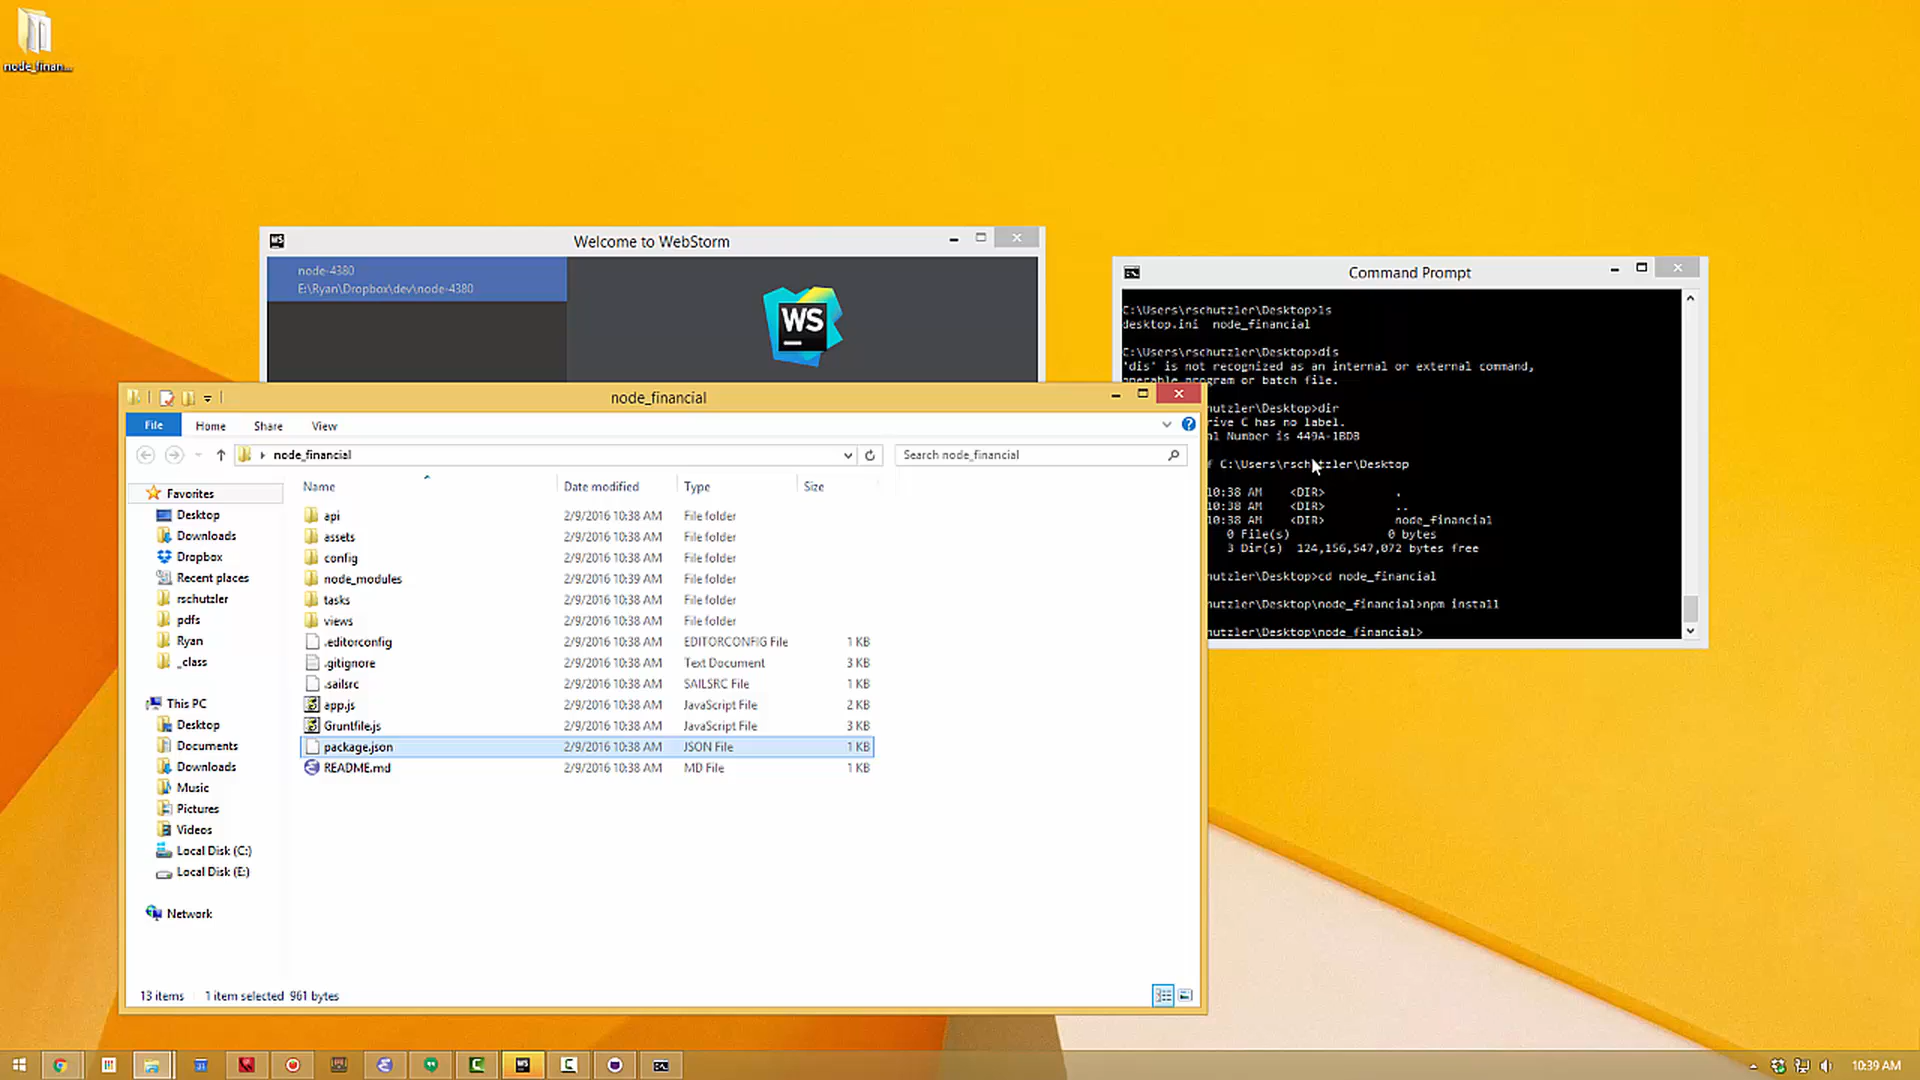 node_finan...
Welcome to WebStorm
node-4380
E:\Ryan\Dropbox\dev\node-4380
WS
Command Prompt
C:\Users\rschutzler\Desktop>ls
desktop.ini node_financial
C:\Users\rschutzler\Desktop>dis
'dis' is not recognized as an internal or external command,
operable program or batch file.
utzler\Desktop>dir
rive C has no label.
l Number is 449A-1BDB
f C:\Users\rschutzler\Desktop
10:38 AM <DIR> .
10:38 AM <DIR> ..
10:38 AM <DIR> node_financial
0 File(s) 0 bytes
3 Dir(s) 124,156,547,072 bytes free
utzler\Desktop>cd node_financial
utzler\Desktop\node_financial>npm install
utzler\Desktop\node_financial>
node_financial
File Home Share View
node_financial
Search node_financial
Name Date modified Type Size
api 2/9/2016 10:38 AM File folder
assets 2/9/2016 10:38 AM File folder
config 2/9/2016 10:38 AM File folder
node_modules 2/9/2016 10:39 AM File folder
tasks 2/9/2016 10:38 AM File folder
views 2/9/2016 10:38 AM File folder
.editorconfig 2/9/2016 10:38 AM EDITORCONFIG File 1 KB
.gitignore 2/9/2016 10:38 AM Text Document 3 KB
.sailsrc 2/9/2016 10:38 AM SAILSRC File 1 KB
app.js 2/9/2016 10:38 AM JavaScript File 2 KB
Gruntfile.js 2/9/2016 10:38 AM JavaScript File 3 KB
package.json 2/9/2016 10:38 AM JSON File 1 KB
README.md 2/9/2016 10:38 AM MD File 1 KB
Favorites
Desktop
Downloads
Dropbox
Recent places
rschutzler
pdfs
Ryan
_class
This PC
Desktop
Documents
Downloads
Music
Pictures
Videos
Local Disk (C:)
Local Disk (E:)
Network
13 items 1 item selected 961 bytes
10:39 AM